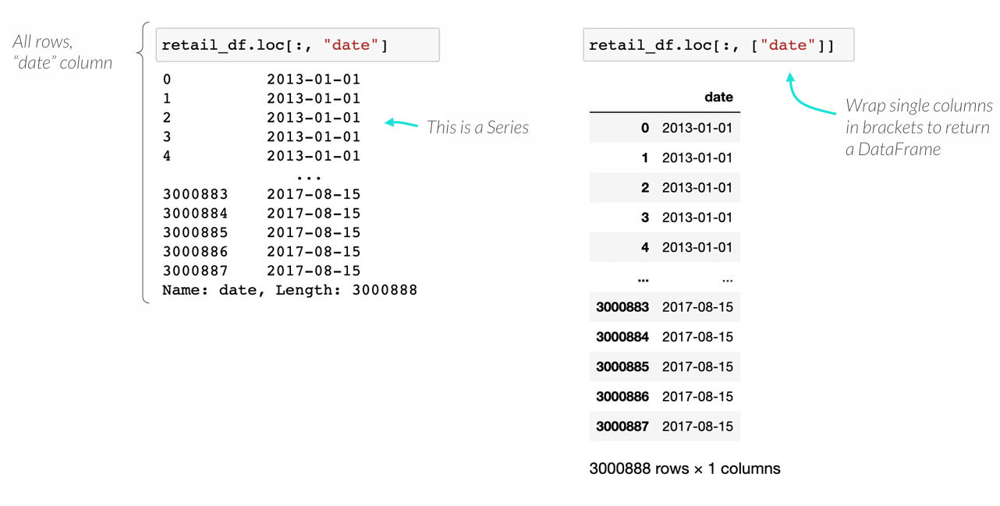 All rows,
“date” column
retail_df.loc[:, "date"]
0 2013-01-01
1 2013-01-01
2 2013-01-01
3 2013-01-01
4 2013-01-01
...
3000883 2017-08-15
3000884 2017-08-15
3000885 2017-08-15
3000886 2017-08-15
3000887 2017-08-15
Name: date, Length: 3000888
This is a Series
retail_df.loc[:, ["date"]]
date
0 2013-01-01
1 2013-01-01
2 2013-01-01
3 2013-01-01
4 2013-01-01
... ...
3000883 2017-08-15
3000884 2017-08-15
3000885 2017-08-15
3000886 2017-08-15
3000887 2017-08-15
3000888 rows × 1 columns
Wrap single columns
in brackets to return
a DataFrame